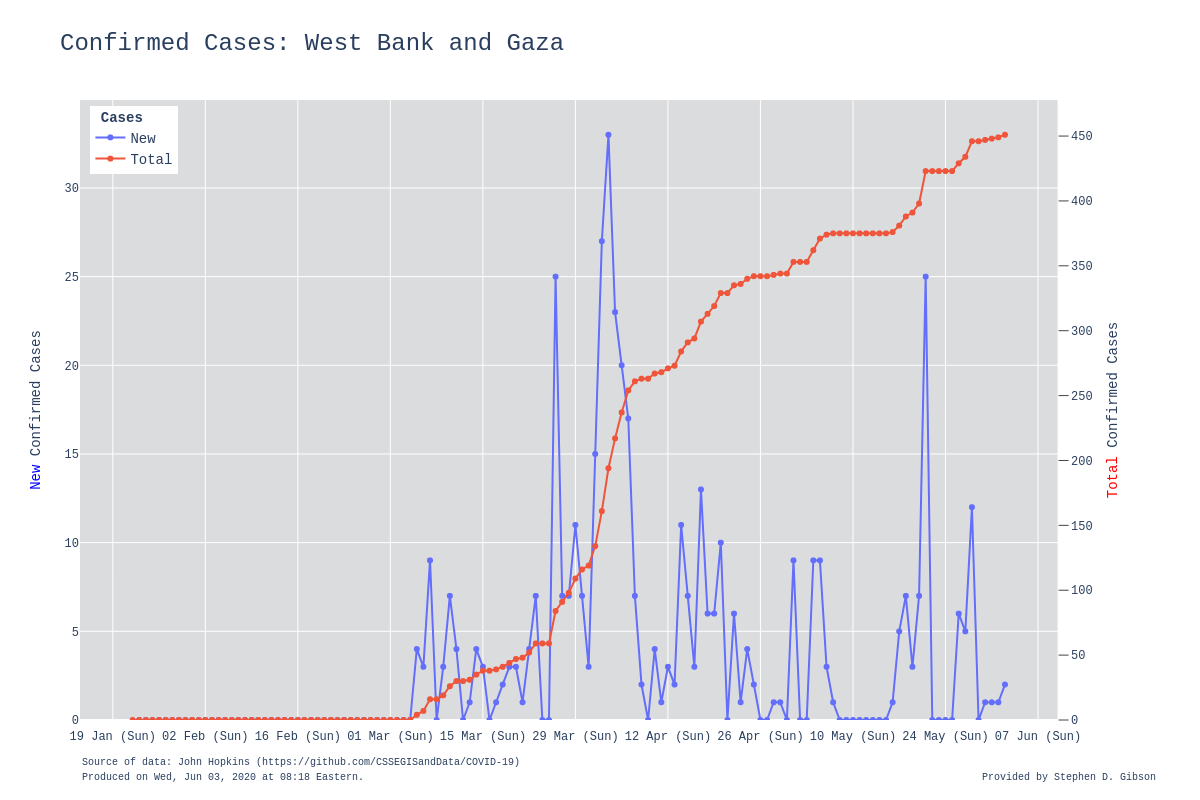 Confirmed Cases: West Bank and Gaza
Cases
New
Total
30
25
20
15
10
5
0
450
400
350
300
250
200
150
100
50
0
New Confirmed Cases
Total Confirmed Cases
19 Jan (Sun) 02 Feb (Sun) 16 Feb (Sun) 01 Mar (Sun) 15 Mar (Sun) 29 Mar (Sun) 12 Apr (Sun) 26 Apr (Sun) 10 May (Sun) 24 May (Sun) 07 Jun (Sun)
Source of data: John Hopkins (https://github.com/CSSEGISandData/COVID-19)
Produced on Wed, Jun 03, 2020 at 08:18 Eastern.
Provided by Stephen D. Gibson